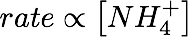 rate ∝ [NH₄⁺]